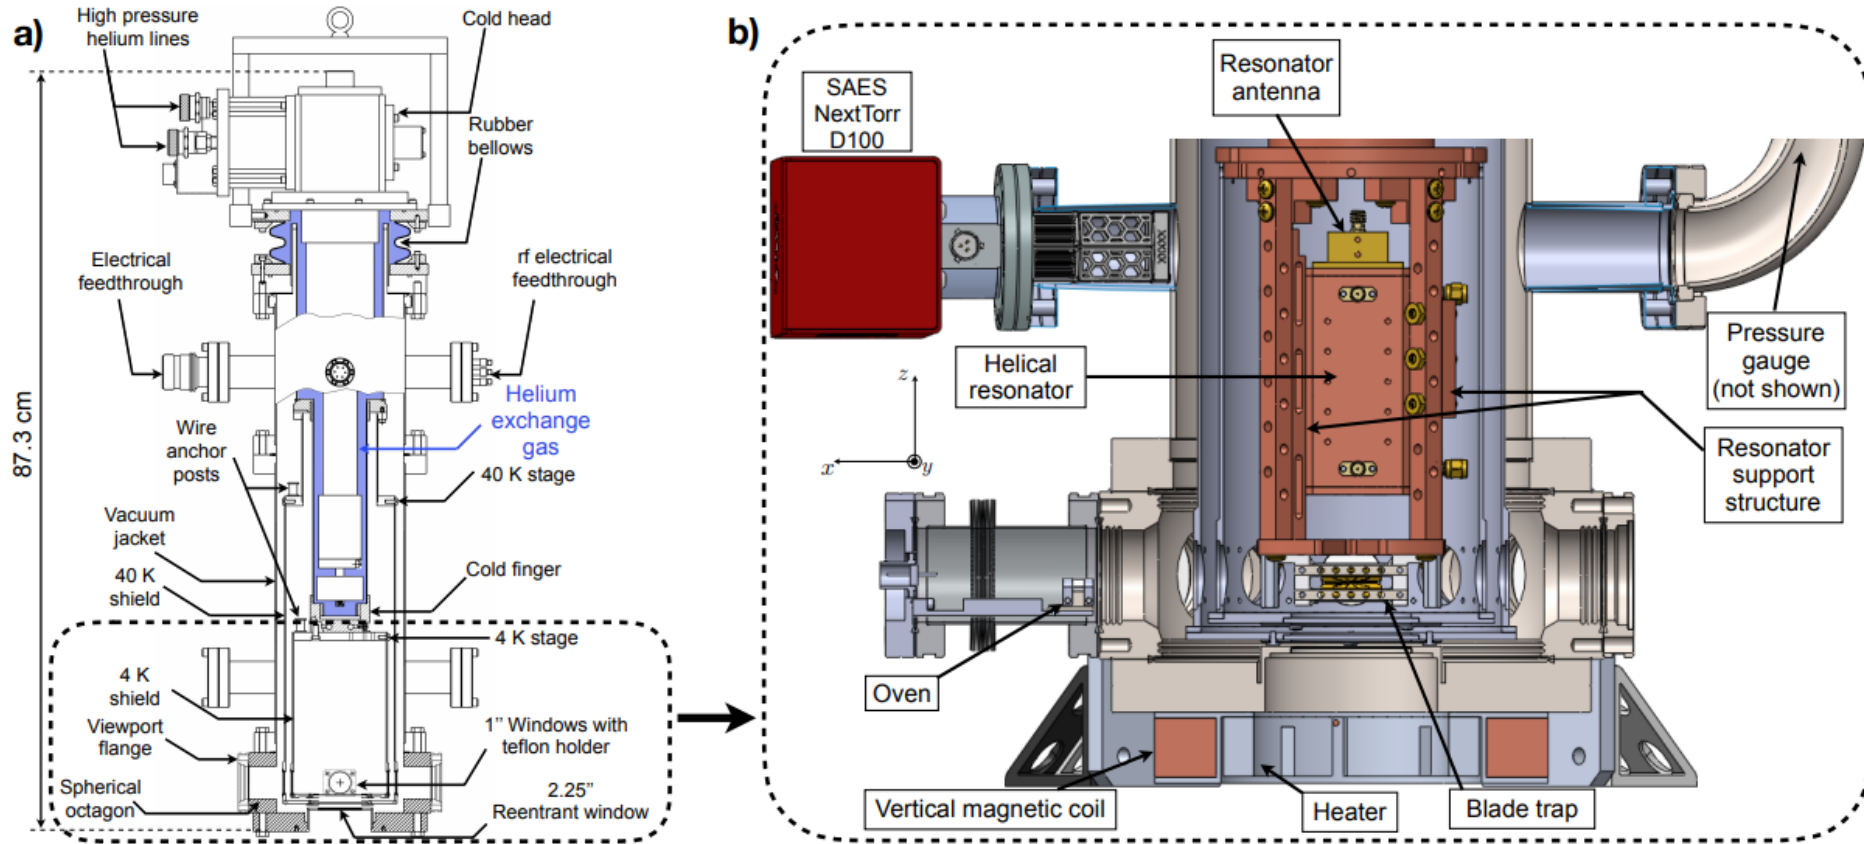 a)
High pressure
helium lines
Cold head
Rubber
bellows
Electrical
feedthrough
rf electrical
feedthrough
87.3 cm
Helium
exchange
gas
Wire
anchor
posts
40 K stage
Vacuum
jacket
40 K
shield
Cold finger
4 K stage
4 K
shield
Viewport
flange
1” Windows with
teflon holder
Spherical
octagon
2.25”
Reentrant window
b)
SAES
NextTorr
D100
Resonator
antenna
Helical
resonator
Pressure
gauge
(not shown)
z
x
y
Resonator
support
structure
Oven
Vertical magnetic coil
Heater
Blade trap